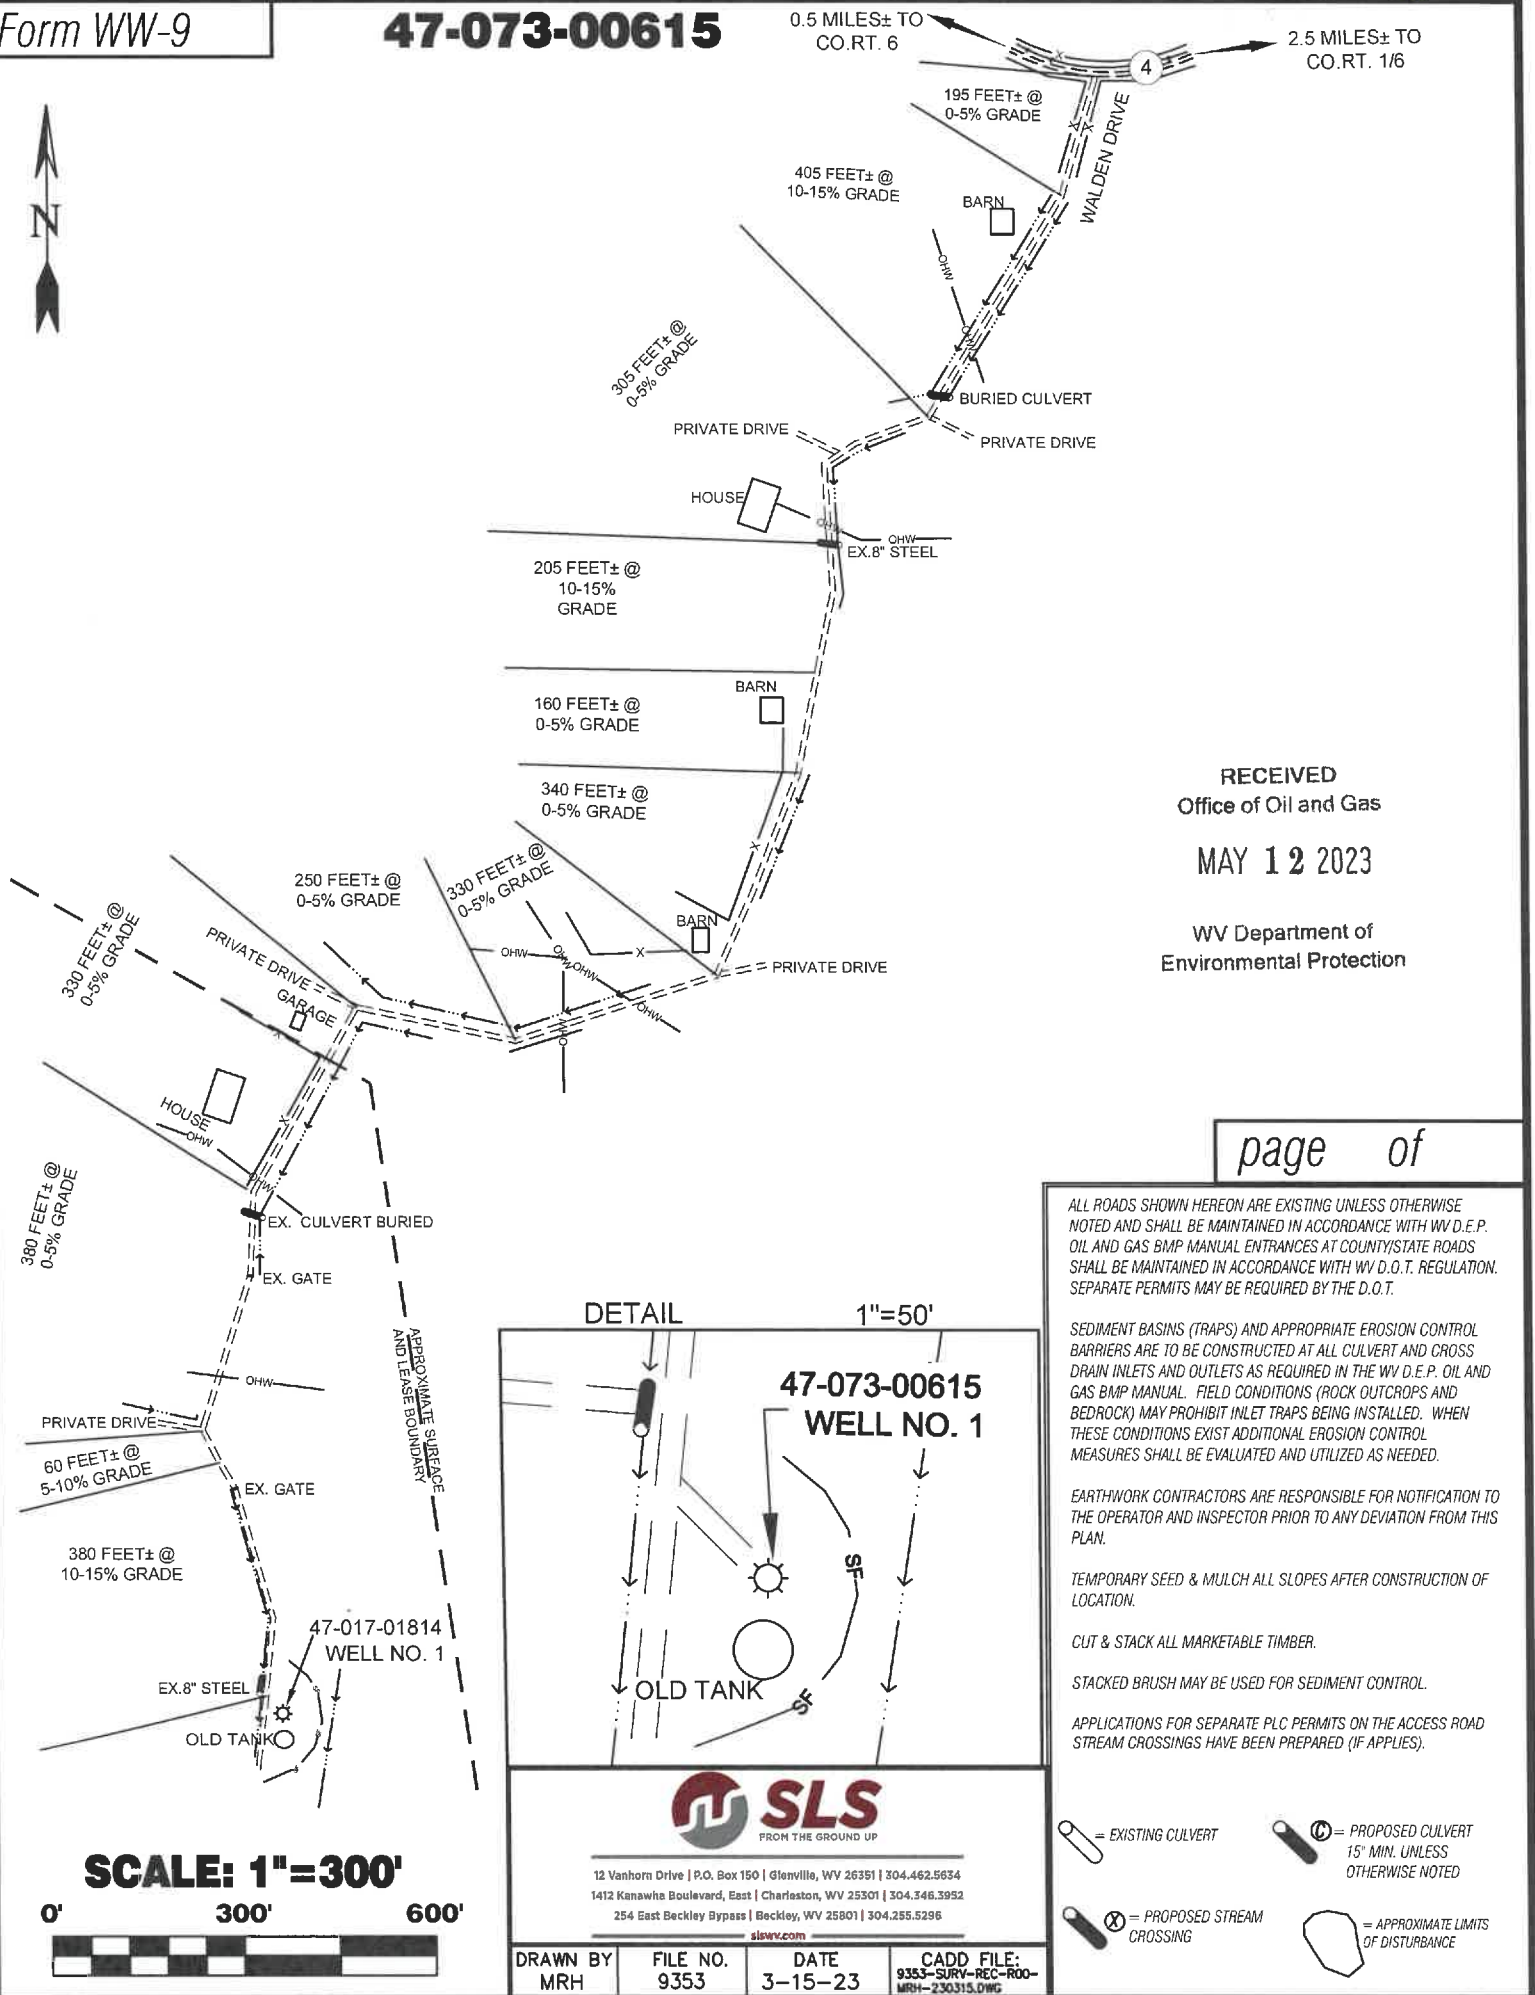 Form WW-9
47-073-00615
0.5 MILES± TO
CO.RT. 6
4
2.5 MILES± TO
CO.RT. 1/6
N
195 FEET± @
0-5% GRADE
X
X
X
WALDEN DRIVE
405 FEET± @
10-15% GRADE
BARN
OHW
OHW
305 FEET± @
0-5% GRADE
BURIED CULVERT
PRIVATE DRIVE
PRIVATE DRIVE
HOUSE
OHW
OHW
EX.8" STEEL
205 FEET± @
10-15%
GRADE
160 FEET± @
0-5% GRADE
BARN
340 FEET± @
0-5% GRADE
X
RECEIVED
Office of Oil and Gas
MAY 12 2023
WV Department of
Environmental Protection
250 FEET± @
0-5% GRADE
330 FEET± @
0-5% GRADE
BARN
X
OHW
OHW
OHW
OHW
OHW
PRIVATE DRIVE
330 FEET± @
0-5% GRADE
PRIVATE DRIVE
GARAGE
X
HOUSE
X
OHW
OHW
380 FEET± @
0-5% GRADE
EX. CULVERT BURIED
EX. GATE
OHW
APPROXIMATE SURFACE
AND LEASE BOUNDARY
PRIVATE DRIVE
60 FEET± @
5-10% GRADE
EX. GATE
380 FEET± @
10-15% GRADE
47-017-01814
WELL NO. 1
EX.8" STEEL
OLD TANK
DETAIL 1"=50'
47-073-00615
WELL NO. 1
SF
SF
OLD TANK
page of
ALL ROADS SHOWN HEREON ARE EXISTING UNLESS OTHERWISE
NOTED AND SHALL BE MAINTAINED IN ACCORDANCE WITH WV D.E.P.
OIL AND GAS BMP MANUAL ENTRANCES AT COUNTY/STATE ROADS
SHALL BE MAINTAINED IN ACCORDANCE WITH WV D.O.T. REGULATION.
SEPARATE PERMITS MAY BE REQUIRED BY THE D.O.T.
SEDIMENT BASINS (TRAPS) AND APPROPRIATE EROSION CONTROL
BARRIERS ARE TO BE CONSTRUCTED AT ALL CULVERT AND CROSS
DRAIN INLETS AND OUTLETS AS REQUIRED IN THE WV D.E.P. OIL AND
GAS BMP MANUAL. FIELD CONDITIONS (ROCK OUTCROPS AND
BEDROCK) MAY PROHIBIT INLET TRAPS BEING INSTALLED. WHEN
THESE CONDITIONS EXIST ADDITIONAL EROSION CONTROL
MEASURES SHALL BE EVALUATED AND UTILIZED AS NEEDED.
EARTHWORK CONTRACTORS ARE RESPONSIBLE FOR NOTIFICATION TO
THE OPERATOR AND INSPECTOR PRIOR TO ANY DEVIATION FROM THIS
PLAN.
TEMPORARY SEED & MULCH ALL SLOPES AFTER CONSTRUCTION OF
LOCATION.
CUT & STACK ALL MARKETABLE TIMBER.
STACKED BRUSH MAY BE USED FOR SEDIMENT CONTROL.
APPLICATIONS FOR SEPARATE PLC PERMITS ON THE ACCESS ROAD
STREAM CROSSINGS HAVE BEEN PREPARED (IF APPLIES).
= EXISTING CULVERT
C = PROPOSED CULVERT
15" MIN. UNLESS
OTHERWISE NOTED
X = PROPOSED STREAM
CROSSING
= APPROXIMATE LIMITS
OF DISTURBANCE
SLS
FROM THE GROUND UP
12 Vanhorn Drive | P.O. Box 150 | Glenville, WV 26351 | 304.462.5634
1412 Kanawha Boulevard, East | Charleston, WV 25301 | 304.346.3952
254 East Beckley Bypass | Beckley, WV 25801 | 304.255.5296
slswv.com
DRAWN BY
MRH
FILE NO.
9353
DATE
3-15-23
CADD FILE:
9353-SURV-REC-R00-
MRH-230315.DWG
SCALE: 1"=300'
0' 300' 600'